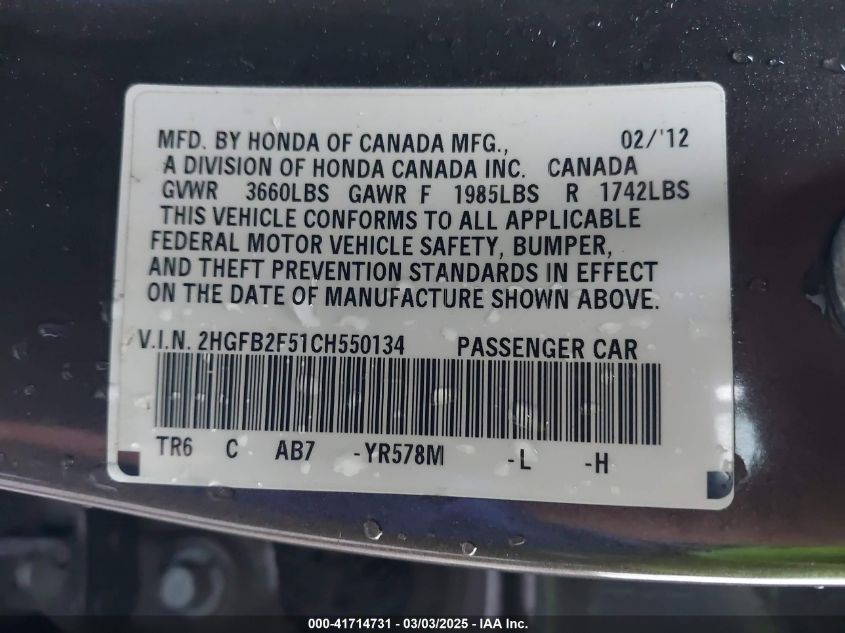 MFD. BY HONDA OF CANADA MFG., 02/'12
A DIVISION OF HONDA CANADA INC. CANADA
GVWR 3660LBS GAWR F 1985LBS R 1742LBS
THIS VEHICLE CONFORMS TO ALL APPLICABLE
FEDERAL MOTOR VEHICLE SAFETY, BUMPER,
AND THEFT PREVENTION STANDARDS IN EFFECT
ON THE DATE OF MANUFACTURE SHOWN ABOVE.
V.I.N. 2HGFB2F51CH550134 PASSENGER CAR
TR6 C AB7 -YR578M -L -H
000-41714731 - 03/03/2025 - IAA Inc.